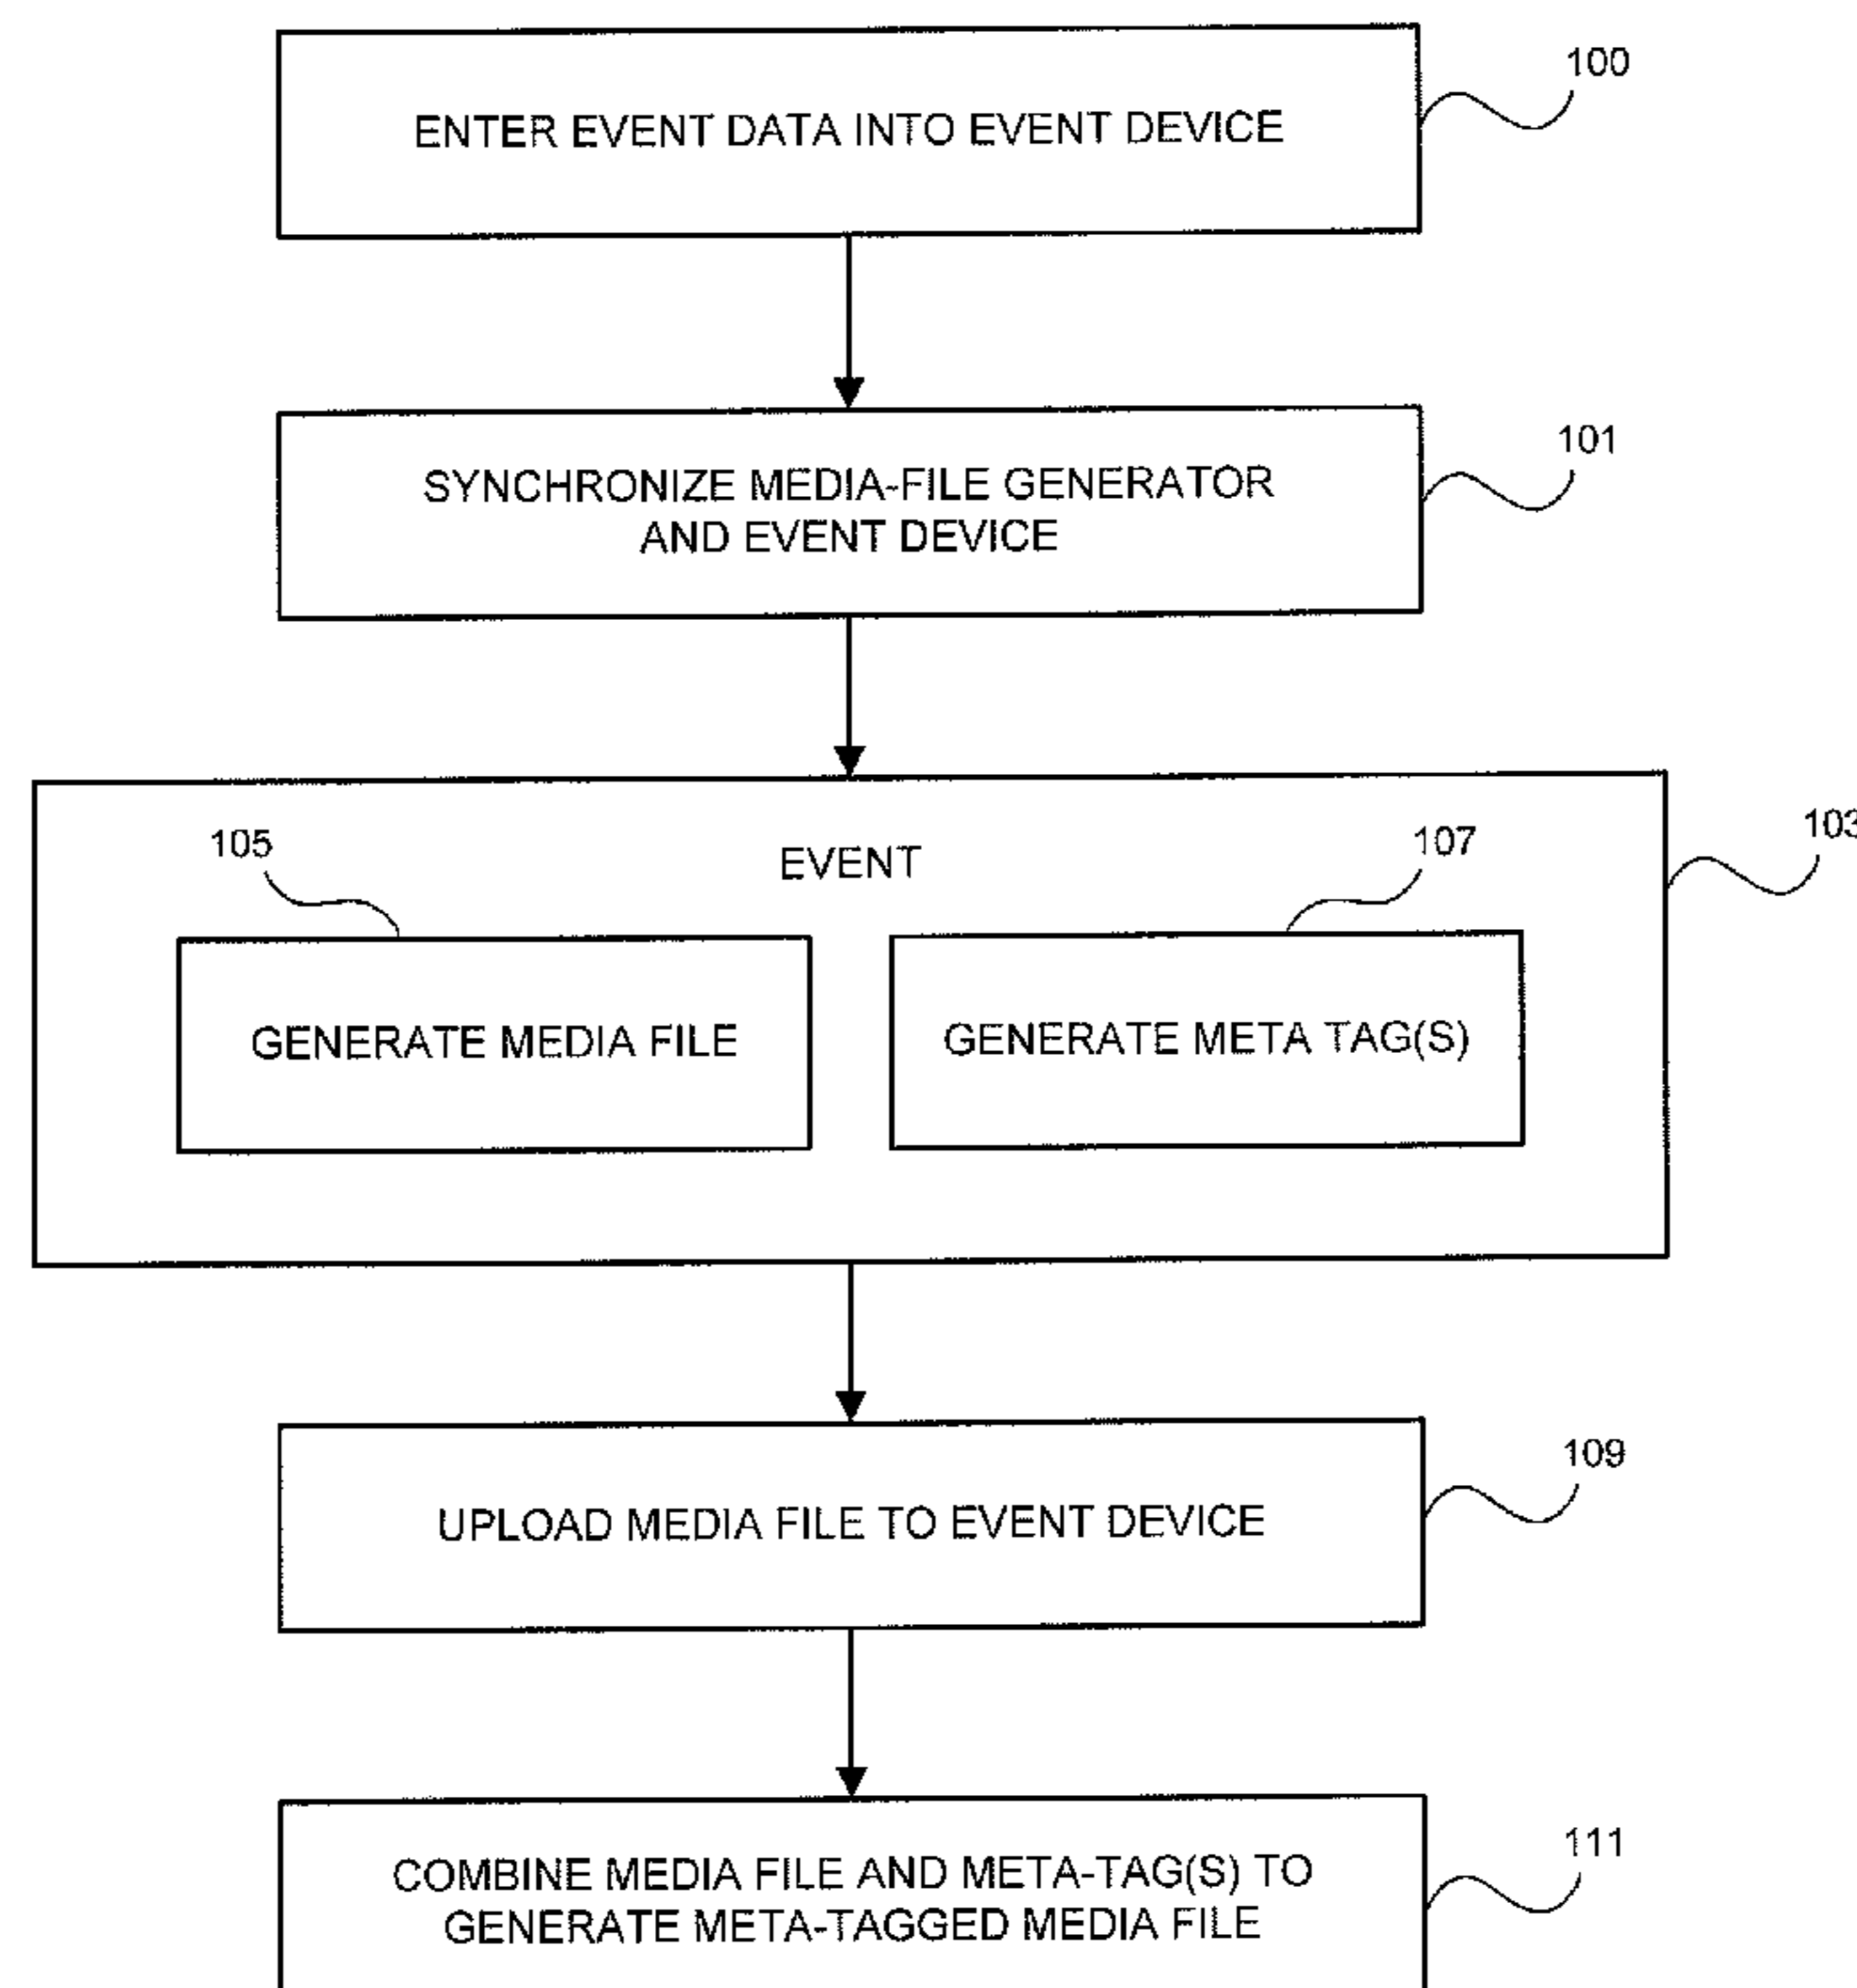 100
ENTER EVENT DATA INTO EVENT DEVICE
101
SYNCHRONIZE MEDIA-FILE GENERATOR
AND EVENT DEVICE
103
105
EVENT
107
GENERATE MEDIA FILE
GENERATE META TAG(S)
109
UPLOAD MEDIA FILE TO EVENT DEVICE
111
COMBINE MEDIA FILE AND META-TAG(S) TO
GENERATE META-TAGGED MEDIA FILE